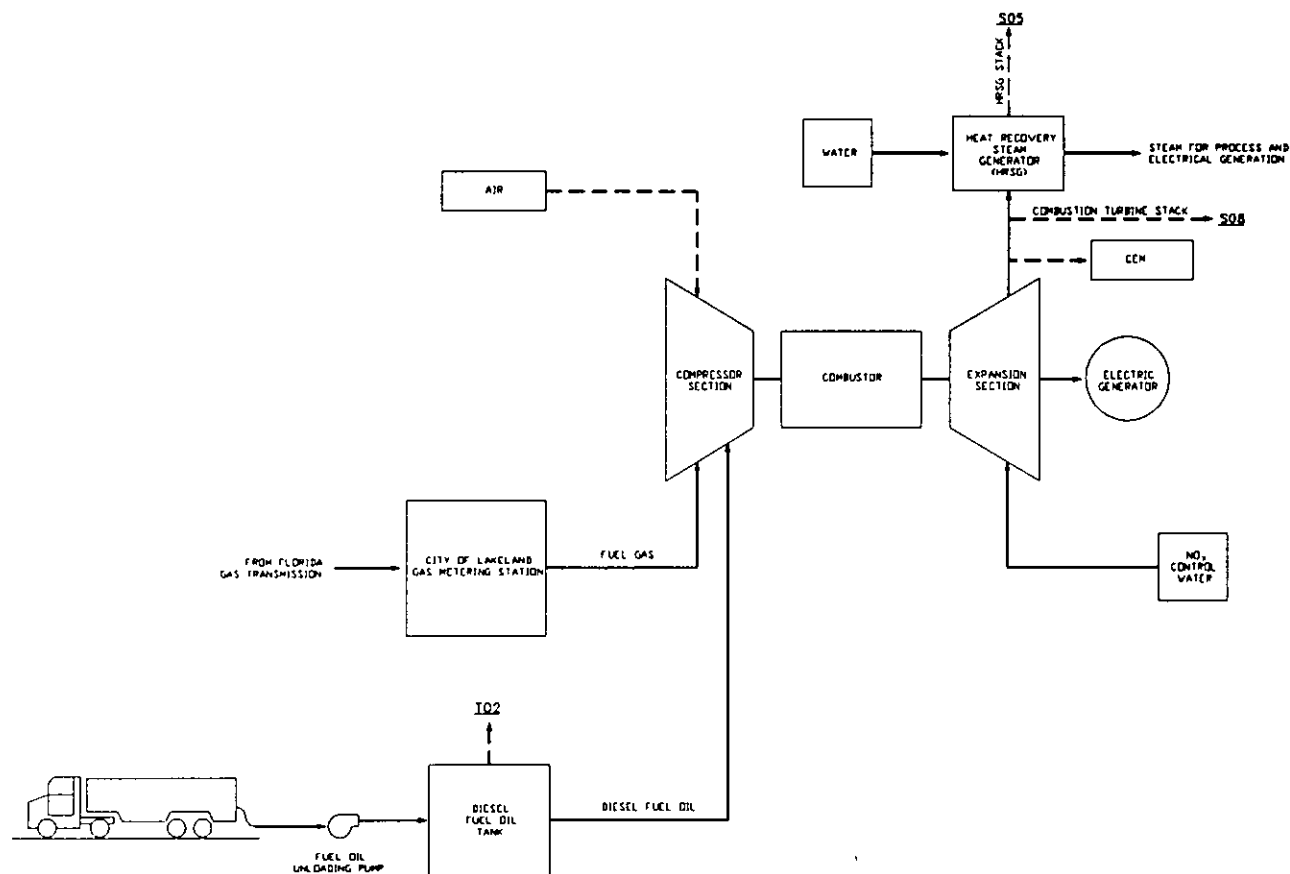 S05
HRSG STACK
WATER
HEAT RECOVERY
STEAM
GENERATOR
(HRSG)
STEAM FOR PROCESS AND
ELECTRICAL GENERATION
AIR
COMBUSTION TURBINE STACK
S08
CEM
COMPRESSOR
SECTION
COMBUSTOR
EXPANSION
SECTION
ELECTRIC
GENERATOR
FROM FLORIDA
GAS TRANSMISSION
CITY OF LAKELAND
GAS METERING STATION
FUEL GAS
NOx
CONTROL
WATER
T02
DIESEL
FUEL OIL
TANK
DIESEL FUEL OIL
FUEL OIL
UNLOADING PUMP